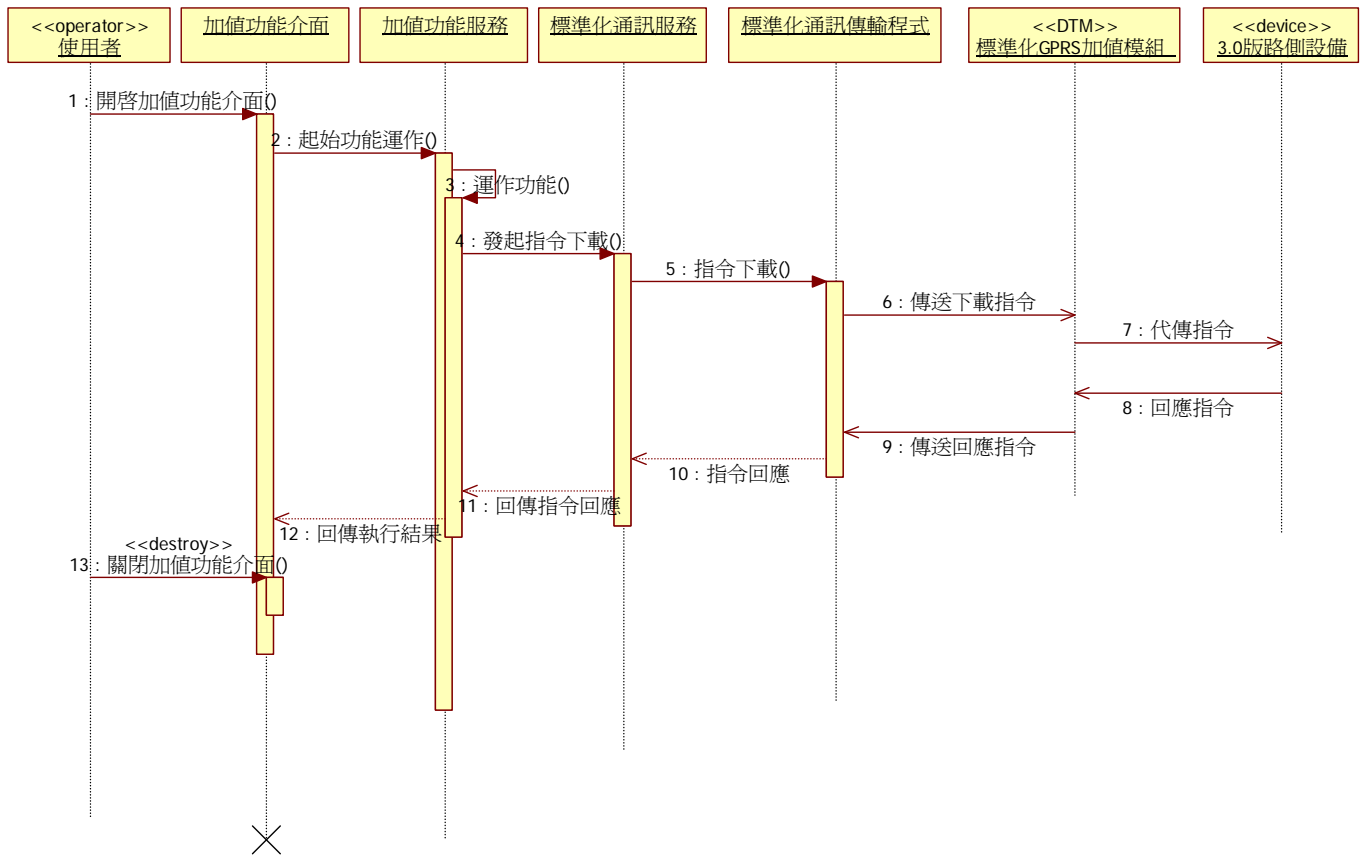 <<operator>>
使用者
加值功能介面
加值功能服務
標準化通訊服務
標準化通訊傳輸程式
<<DTM>>
標準化GPRS加值模組
<<device>>
3.0版路側設備
1 : 開啓加值功能介面()
2 : 起始功能運作()
3 : 運作功能()
4 : 發起指令下載()
5 : 指令下載()
6 : 傳送下載指令
7 : 代傳指令
8 : 回應指令
9 : 傳送回應指令
10 : 指令回應
11 : 回傳指令回應
12 : 回傳執行結果
<<destroy>>
13 : 關閉加值功能介面()